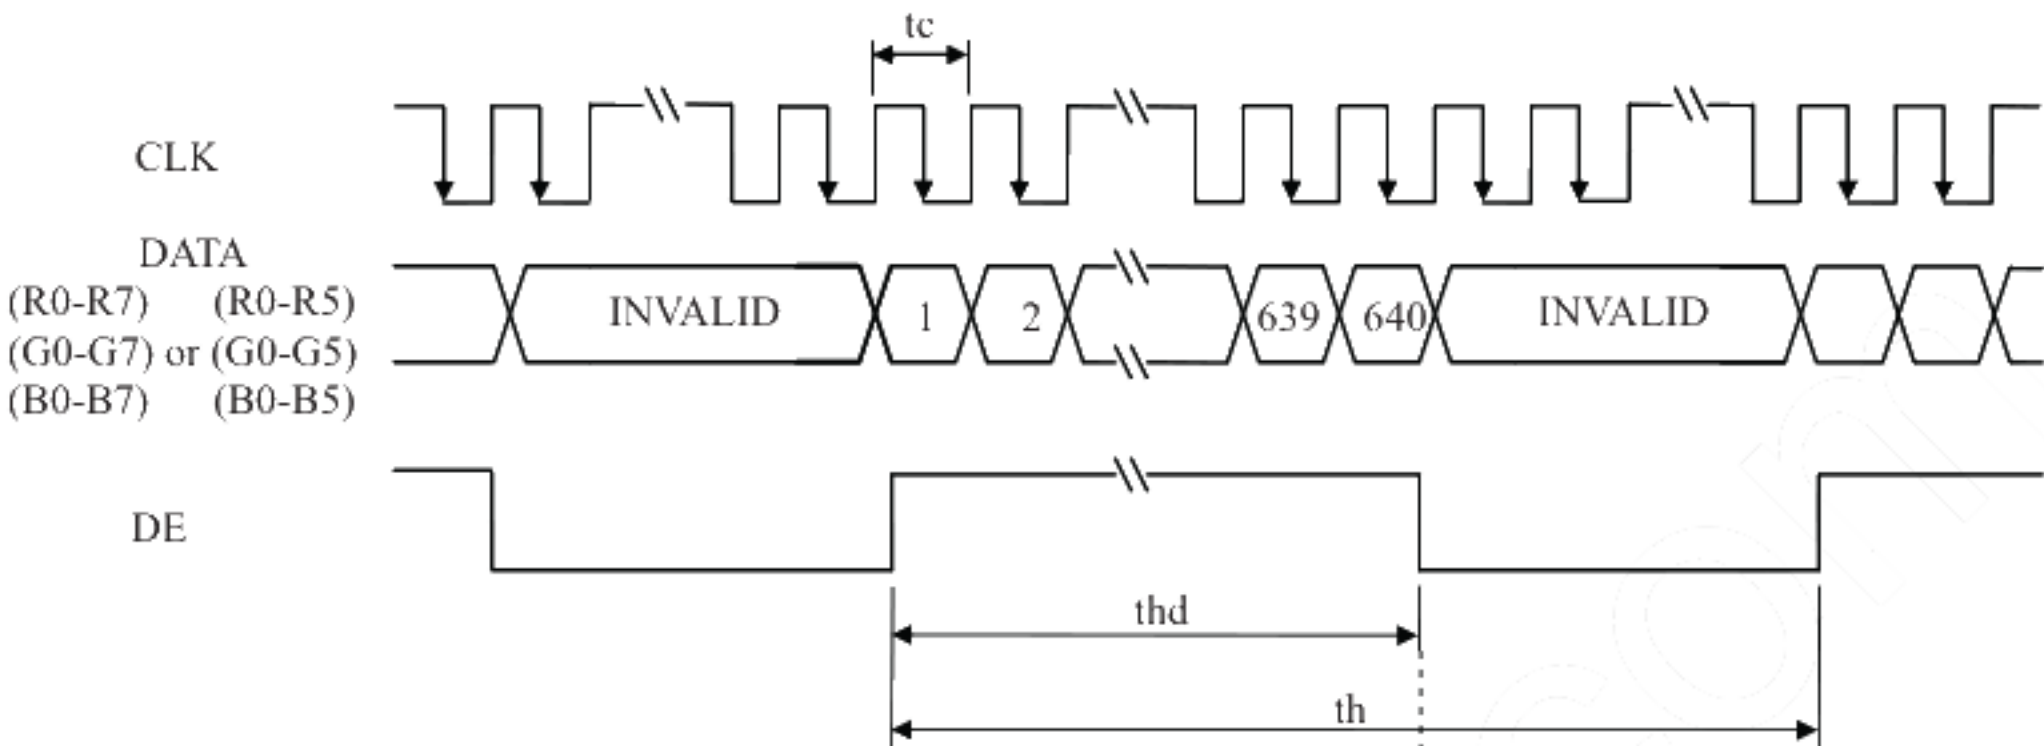 tc
CLK
DATA
(R0-R7) (R0-R5)
(G0-G7) or (G0-G5)
(B0-B7) (B0-B5)
INVALID 1 2 639 640 INVALID
DE
thd
th
com